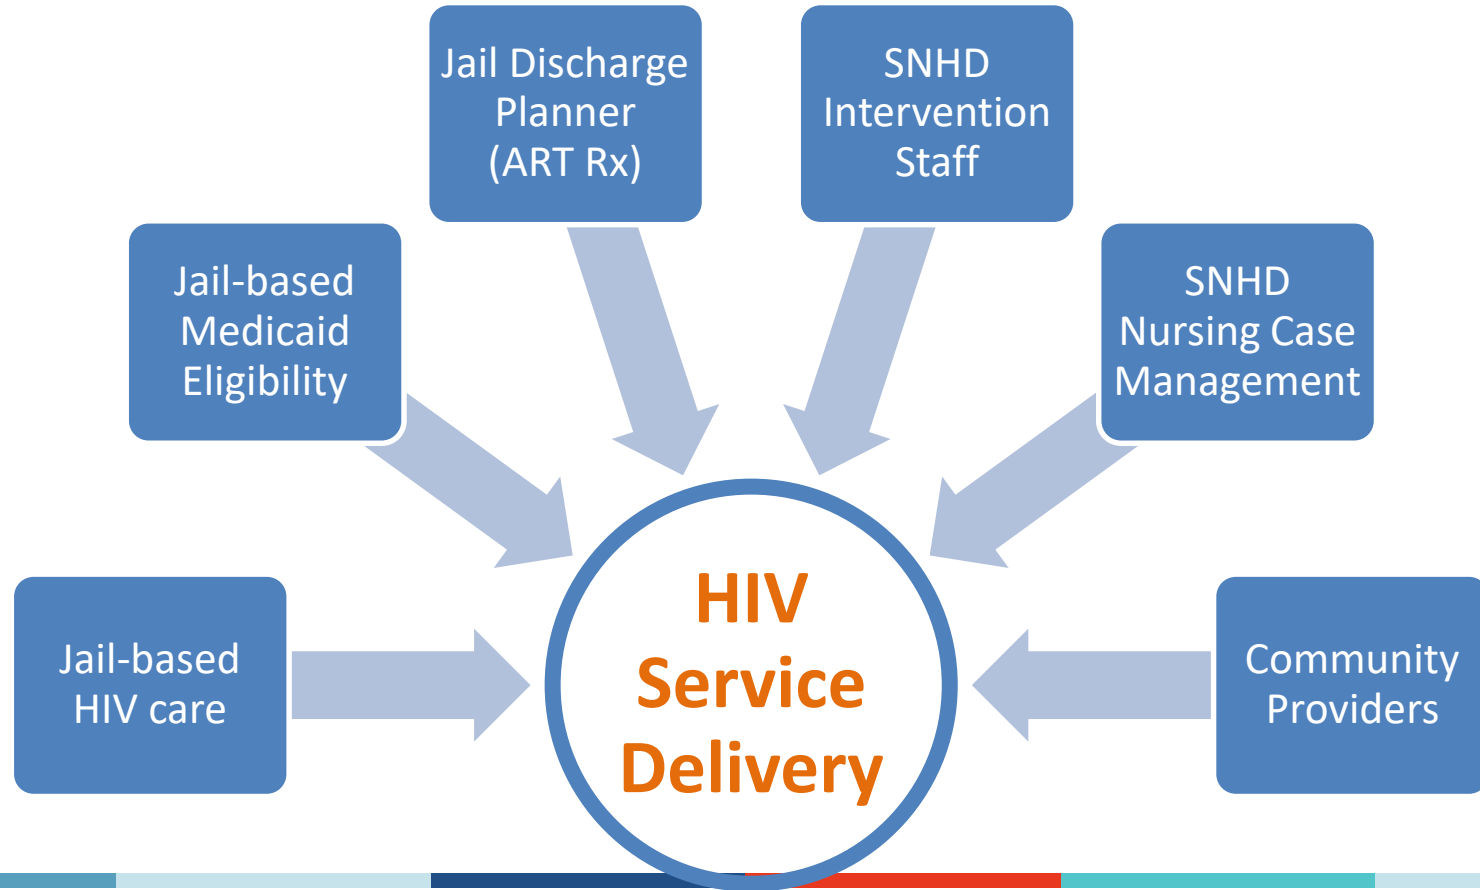 Jail Discharge
Planner
(ART Rx)
SNHD
Intervention
Staff
Jail-based
Medicaid
Eligibility
SNHD
Nursing Case
Management
Jail-based
HIV care
HIV
Service
Delivery
Community
Providers